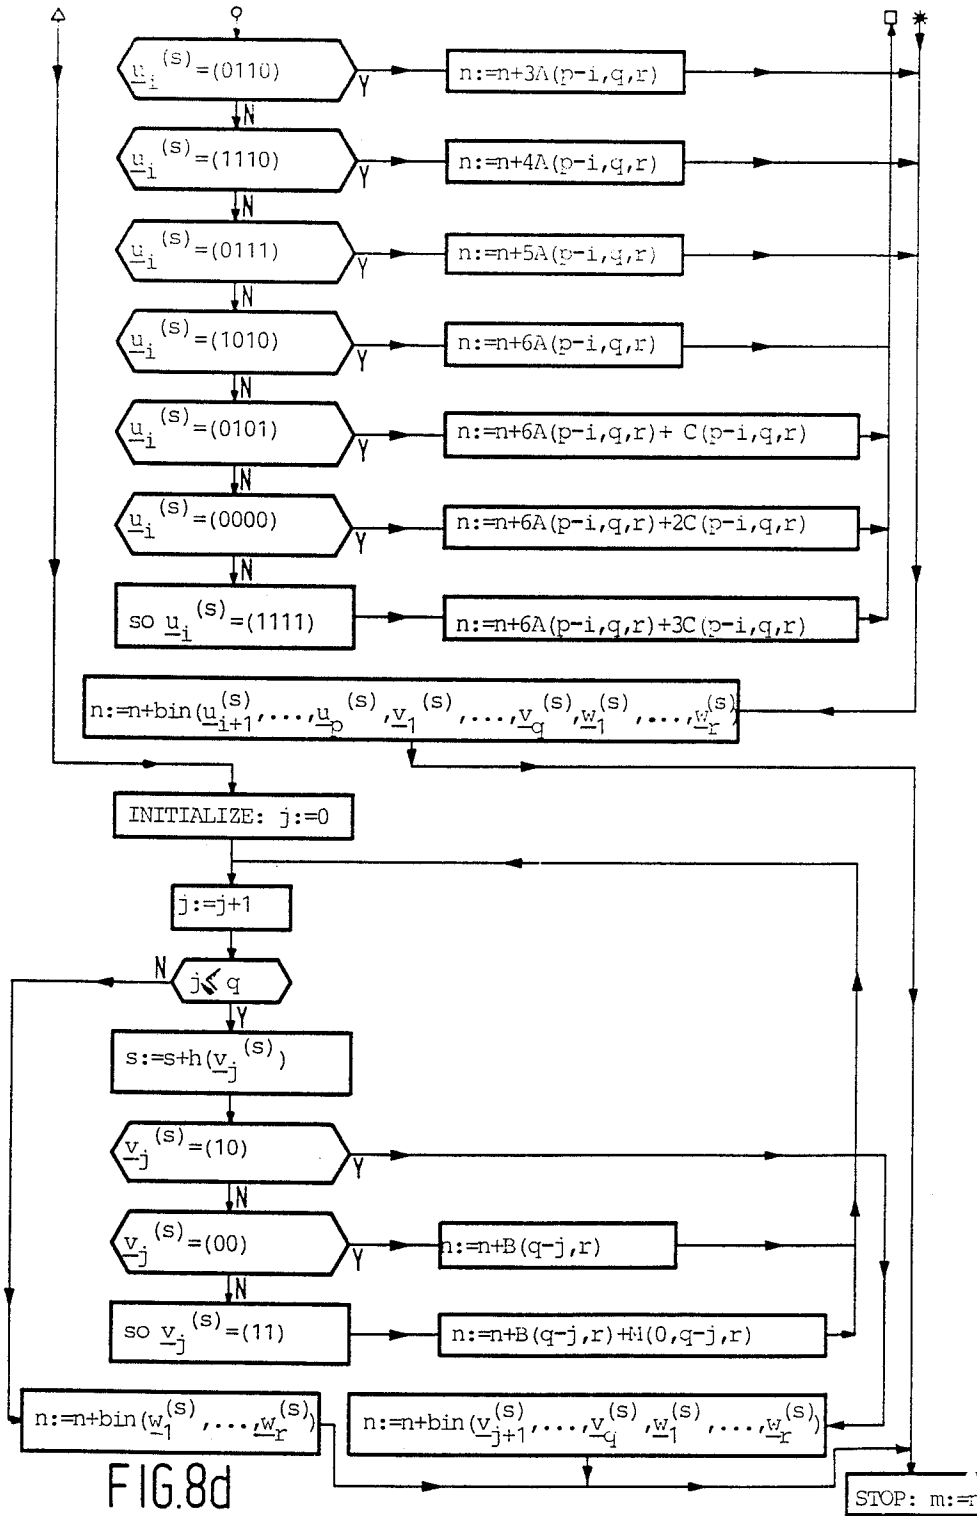 u_i^(s)=(0110) Y n:=n+3A(p-i,q,r)
N
u_i^(s)=(1110) Y n:=n+4A(p-i,q,r)
N
u_i^(s)=(0111) Y n:=n+5A(p-i,q,r)
N
u_i^(s)=(1010) Y n:=n+6A(p-i,q,r)
N
u_i^(s)=(0101) Y n:=n+6A(p-i,q,r)+ C(p-i,q,r)
N
u_i^(s)=(0000) Y n:=n+6A(p-i,q,r)+2C(p-i,q,r)
N
so u_i^(s)=(1111) n:=n+6A(p-i,q,r)+3C(p-i,q,r)
n:=n+bin(u_i+1^(s),...,u_p^(s),v_1^(s),...,v_q^(s),w_1^(s),...,w_r^(s))
INITIALIZE: j:=0
j:=j+1
N j⩽q
Y
s:=s+h(v_j^(s))
v_j^(s)=(10) Y
N
v_j^(s)=(00) Y n:=n+B(q-j,r)
N
so v_j^(s)=(11) n:=n+B(q-j,r)+M(0,q-j,r)
n:=n+bin(w_1^(s),...,w_r^(s)) n:=n+bin(v_j+1^(s),...,v_q^(s),w_1^(s),...,w_r^(s))
FIG.8d
STOP: m:=